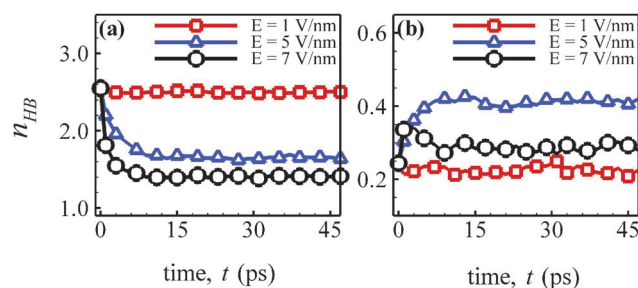 (a)
E = 1 V/nm
E = 5 V/nm
E = 7 V/nm
(b)
E = 1 V/nm
E = 5 V/nm
E = 7 V/nm
n_HB
3.0
2.0
1.0
0.6
0.4
0.2
0 15 30 45
0 15 30 45
time, t (ps)
time, t (ps)